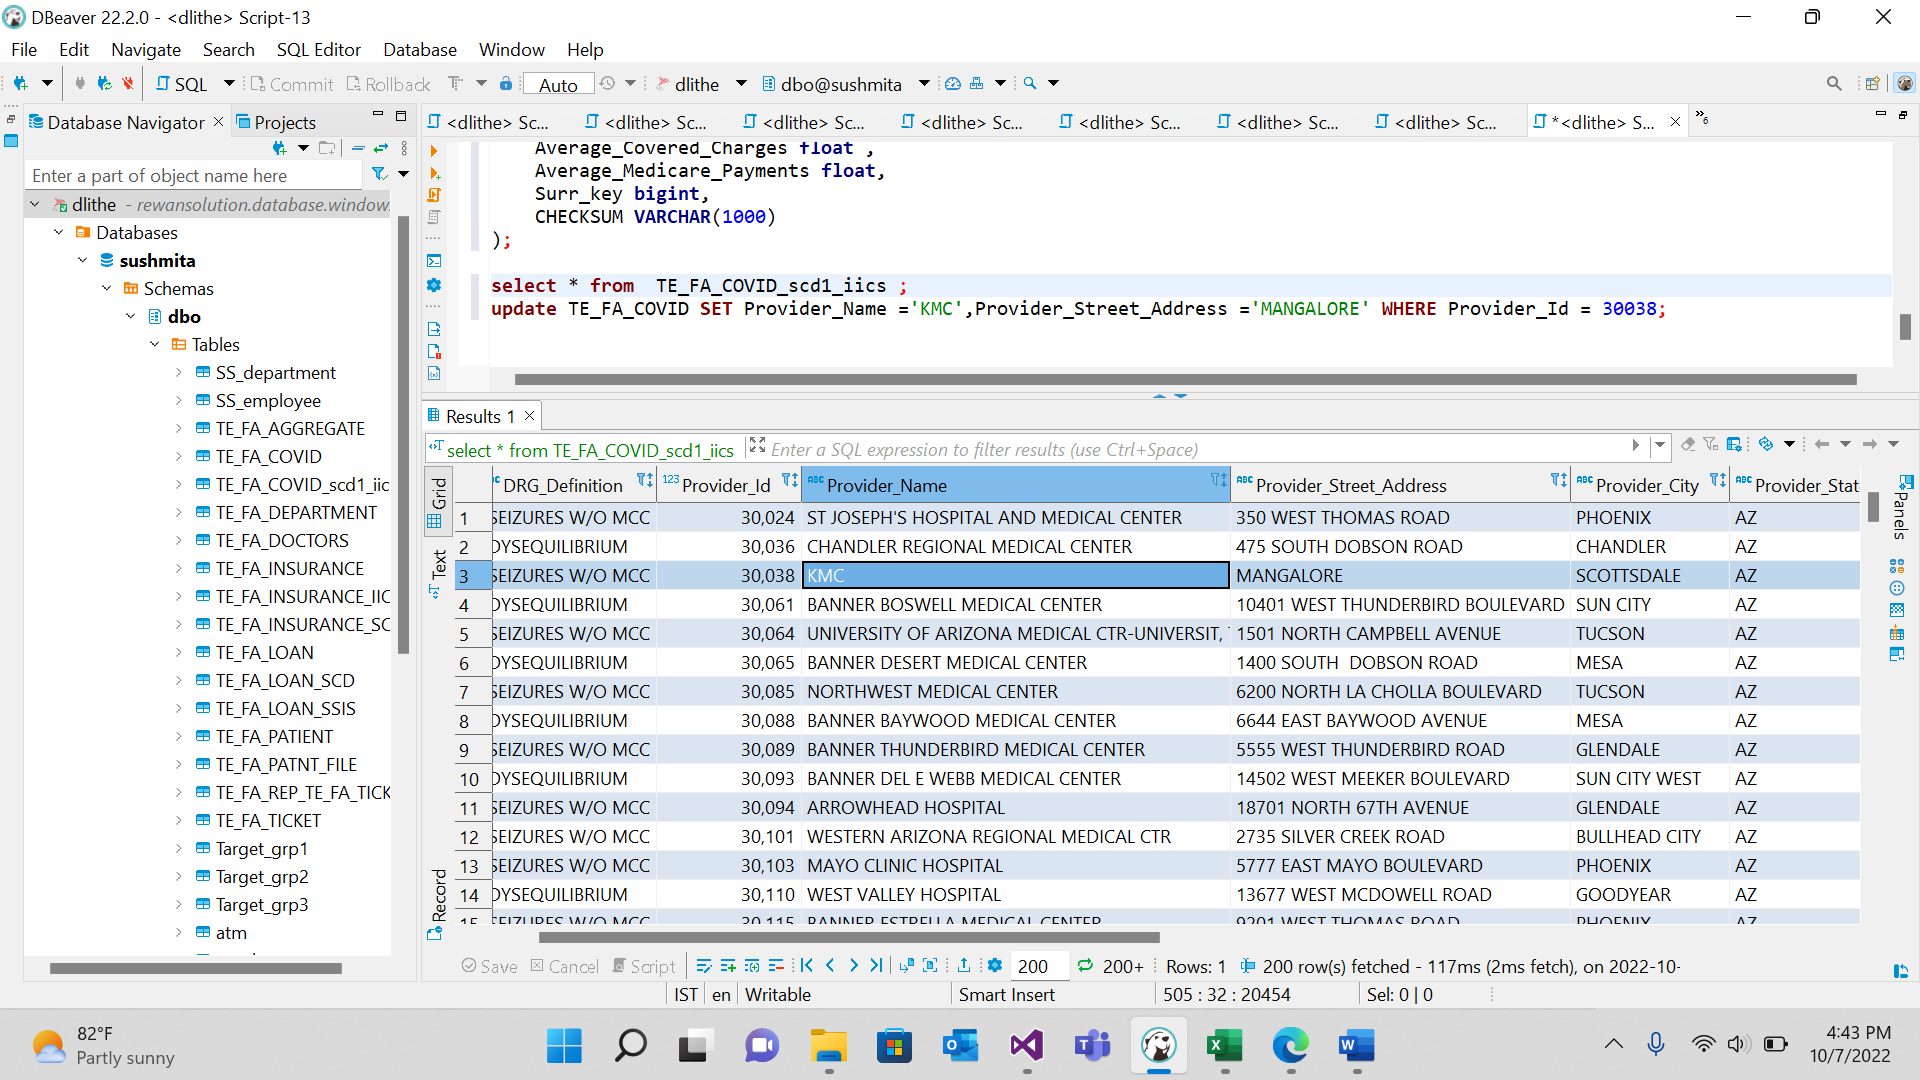 DBeaver 22.2.0 - <dlithe> Script-13
File Edit Navigate Search SQL Editor Database Window Help
SQL Commit Rollback Auto dlithe dbo@sushmita
Database Navigator Projects
<dlithe> Sc... <dlithe> Sc... <dlithe> Sc... <dlithe> Sc... <dlithe> Sc... <dlithe> Sc... <dlithe> Sc... *<dlithe> S... »6
Enter a part of object name here
dlithe - rewansolution.database.window.
Databases
sushmita
Schemas
dbo
Tables
SS_department
SS_employee
TE_FA_AGGREGATE
TE_FA_COVID
TE_FA_COVID_scd1_iic
TE_FA_DEPARTMENT
TE_FA_DOCTORS
TE_FA_INSURANCE
TE_FA_INSURANCE_IIC
TE_FA_INSURANCE_SC
TE_FA_LOAN
TE_FA_LOAN_SCD
TE_FA_LOAN_SSIS
TE_FA_PATIENT
TE_FA_PATNT_FILE
TE_FA_REP_TE_FA_TICK
TE_FA_TICKET
Target_grp1
Target_grp2
Target_grp3
atm
Average_Covered_Charges float ,
Average_Medicare_Payments float,
Surr_key bigint,
CHECKSUM VARCHAR(1000)
);
select * from  TE_FA_COVID_scd1_iics ;
update TE_FA_COVID SET Provider_Name ='KMC',Provider_Street_Address ='MANGALORE' WHERE Provider_Id = 30038;
Results 1
select * from TE_FA_COVID_scd1_iics Enter a SQL expression to filter results (use Ctrl+Space)
Grid
Text
Record
Panels
DRG_Definition 123 Provider_Id ABC Provider_Name ABC Provider_Street_Address ABC Provider_City ABC Provider_Stat
1 SEIZURES W/O MCC 30,024 ST JOSEPH'S HOSPITAL AND MEDICAL CENTER 350 WEST THOMAS ROAD PHOENIX AZ
2 DYSEQUILIBRIUM 30,036 CHANDLER REGIONAL MEDICAL CENTER 475 SOUTH DOBSON ROAD CHANDLER AZ
3 SEIZURES W/O MCC 30,038 KMC MANGALORE SCOTTSDALE AZ
4 DYSEQUILIBRIUM 30,061 BANNER BOSWELL MEDICAL CENTER 10401 WEST THUNDERBIRD BOULEVARD SUN CITY AZ
5 SEIZURES W/O MCC 30,064 UNIVERSITY OF ARIZONA MEDICAL CTR-UNIVERSIT, 1501 NORTH CAMPBELL AVENUE TUCSON AZ
6 DYSEQUILIBRIUM 30,065 BANNER DESERT MEDICAL CENTER 1400 SOUTH  DOBSON ROAD MESA AZ
7 SEIZURES W/O MCC 30,085 NORTHWEST MEDICAL CENTER 6200 NORTH LA CHOLLA BOULEVARD TUCSON AZ
8 DYSEQUILIBRIUM 30,088 BANNER BAYWOOD MEDICAL CENTER 6644 EAST BAYWOOD AVENUE MESA AZ
9 SEIZURES W/O MCC 30,089 BANNER THUNDERBIRD MEDICAL CENTER 5555 WEST THUNDERBIRD ROAD GLENDALE AZ
10 DYSEQUILIBRIUM 30,093 BANNER DEL E WEBB MEDICAL CENTER 14502 WEST MEEKER BOULEVARD SUN CITY WEST AZ
11 SEIZURES W/O MCC 30,094 ARROWHEAD HOSPITAL 18701 NORTH 67TH AVENUE GLENDALE AZ
12 DYSEQUILIBRIUM 30,101 WESTERN ARIZONA REGIONAL MEDICAL CTR 2735 SILVER CREEK ROAD BULLHEAD CITY AZ
13 SEIZURES W/O MCC 30,103 MAYO CLINIC HOSPITAL 5777 EAST MAYO BOULEVARD PHOENIX AZ
14 DYSEQUILIBRIUM 30,110 WEST VALLEY HOSPITAL 13677 WEST MCDOWELL ROAD GOODYEAR AZ
15 SEIZURES W/O MCC 30,115 BANNER ESTRELLA MEDICAL CENTER 9201 WEST THOMAS ROAD PHOENIX AZ
Save Cancel Script 200 200+ Rows: 1 200 row(s) fetched - 117ms (2ms fetch), on 2022-10-
IST en Writable Smart Insert 505 : 32 : 20454 Sel: 0 | 0
82°F
Partly sunny
4:43 PM
10/7/2022